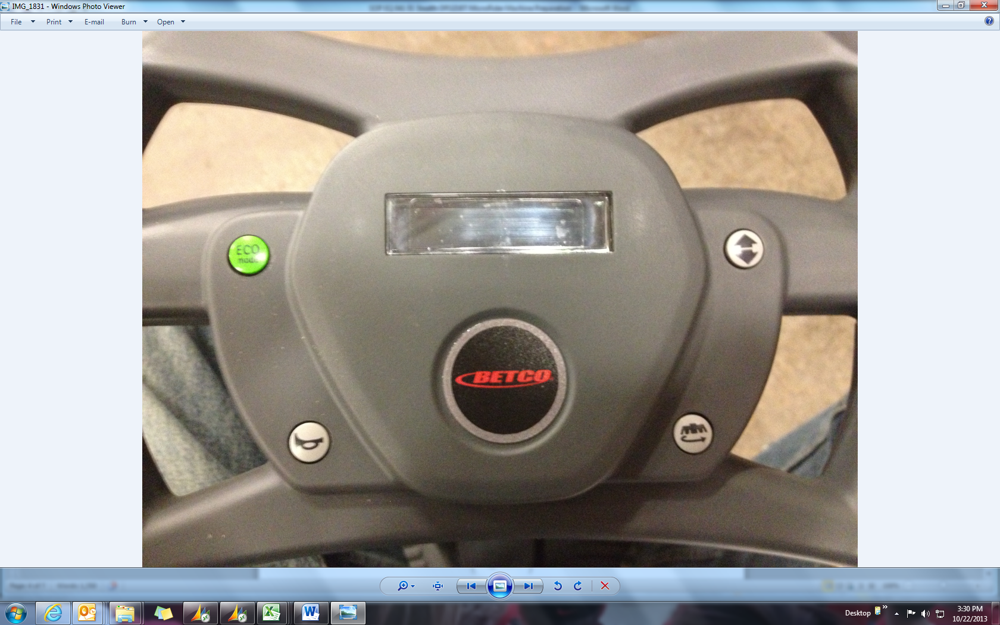 IMG_1831 - Windows Photo Viewer
File
Print
E-mail
Burn
Open
ECO
mode
BETCO
Desktop
3:30 PM
10/22/2013